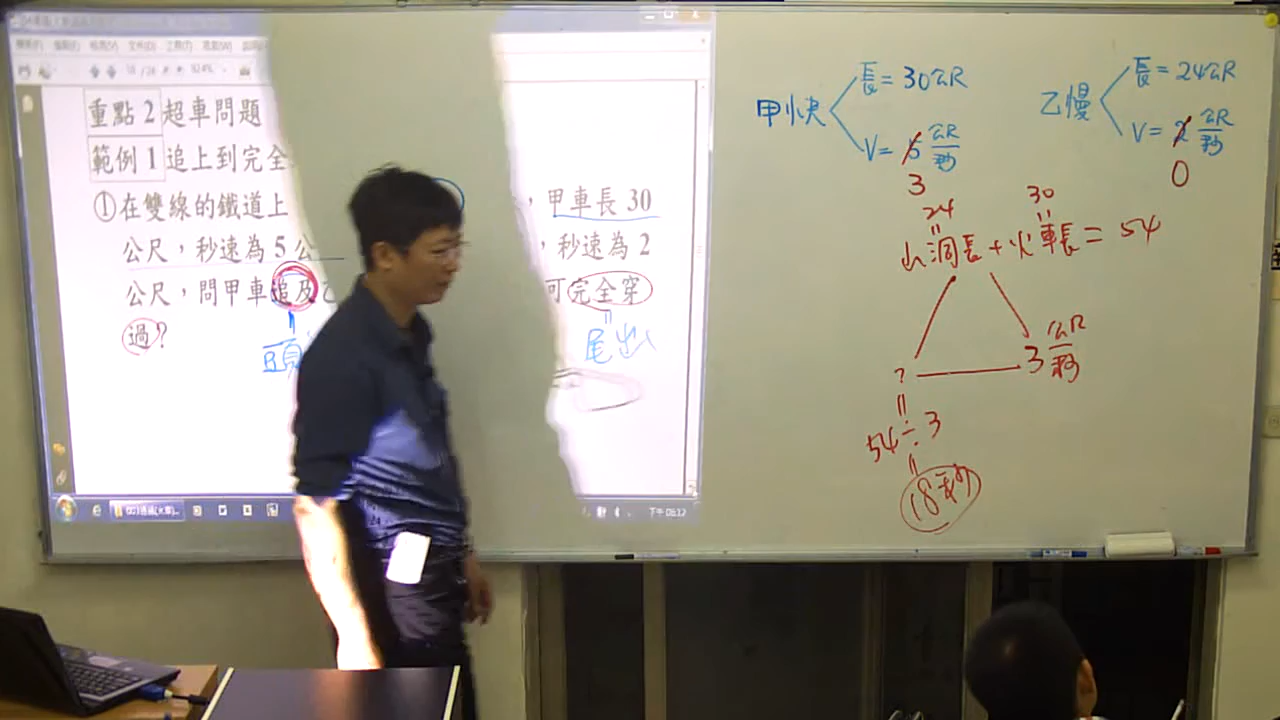 重點 2 超車問題
範例 1 追上到完全
①在雙線的鐵道上
，甲車長 30
公尺，秒速為 5 公
，秒速為 2
公尺，問甲車追及乙
可完全穿
過？
頭
尾出
下午 08:12
甲快
長 = 30公尺
V = 5 公尺/秒
3
乙慢
長 = 24公尺
V = 2 公尺/秒
0
24
30
山洞長 + 火車長 = 54
?
3 公尺/秒
54 ÷ 3
18秒